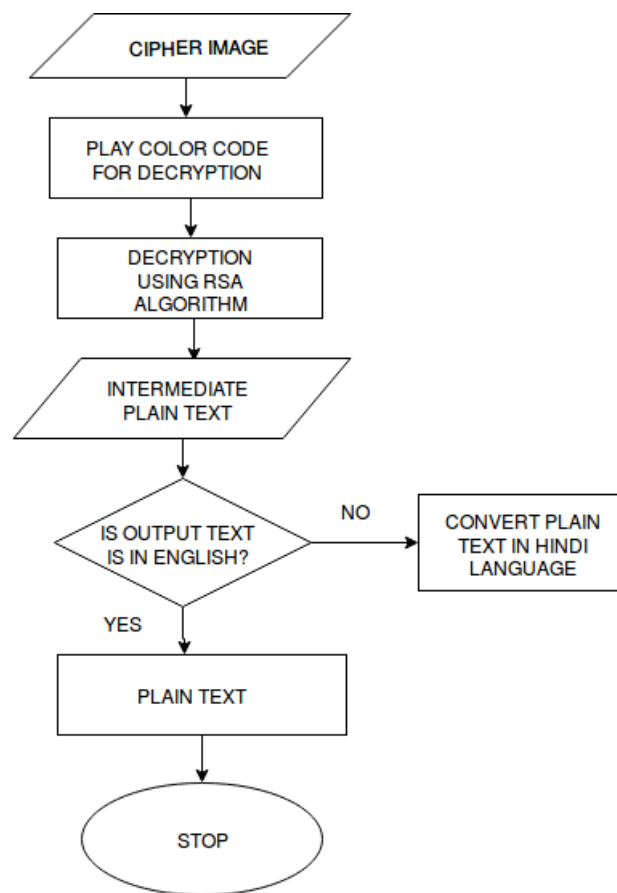 CIPHER IMAGE
PLAY COLOR CODE
FOR DECRYPTION
DECRYPTION
USING RSA
ALGORITHM
INTERMEDIATE
PLAIN TEXT
IS OUTPUT TEXT
IS IN ENGLISH?
NO
CONVERT PLAIN
TEXT IN HINDI
LANGUAGE
YES
PLAIN TEXT
STOP